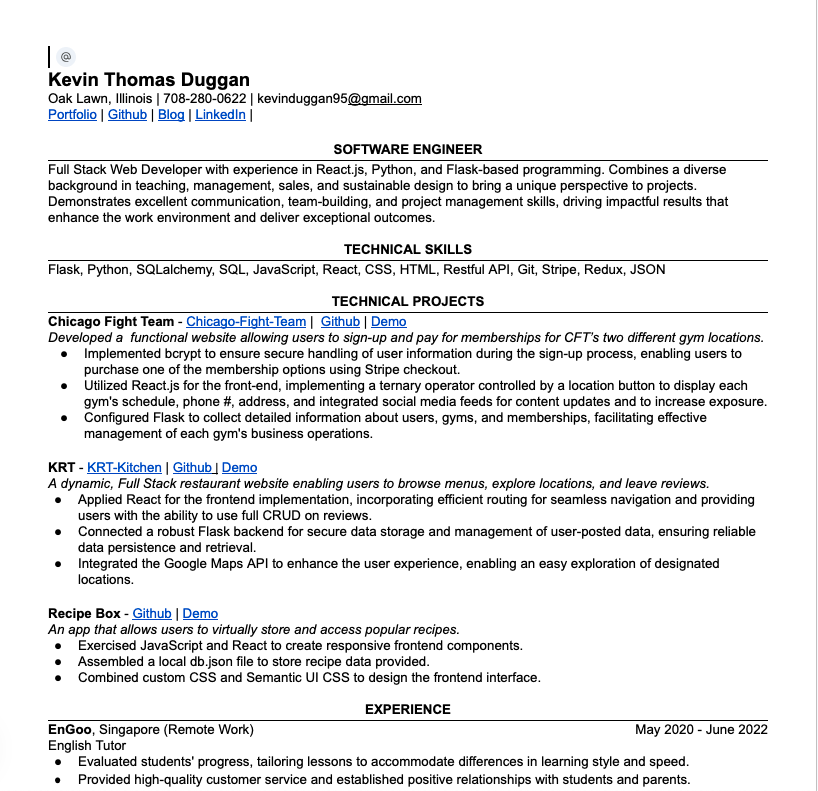 @
Kevin Thomas Duggan
Oak Lawn, Illinois | 708-280-0622 | kevinduggan95@gmail.com
Portfolio | Github | Blog | LinkedIn |
SOFTWARE ENGINEER
Full Stack Web Developer with experience in React.js, Python, and Flask-based programming. Combines a diverse
background in teaching, management, sales, and sustainable design to bring a unique perspective to projects.
Demonstrates excellent communication, team-building, and project management skills, driving impactful results that
enhance the work environment and deliver exceptional outcomes.
TECHNICAL SKILLS
Flask, Python, SQLalchemy, SQL, JavaScript, React, CSS, HTML, Restful API, Git, Stripe, Redux, JSON
TECHNICAL PROJECTS
Chicago Fight Team - Chicago-Fight-Team | Github | Demo
Developed a functional website allowing users to sign-up and pay for memberships for CFT's two different gym locations.
● Implemented bcrypt to ensure secure handling of user information during the sign-up process, enabling users to
purchase one of the membership options using Stripe checkout.
● Utilized React.js for the front-end, implementing a ternary operator controlled by a location button to display each
gym's schedule, phone #, address, and integrated social media feeds for content updates and to increase exposure.
● Configured Flask to collect detailed information about users, gyms, and memberships, facilitating effective
management of each gym's business operations.
KRT - KRT-Kitchen | Github | Demo
A dynamic, Full Stack restaurant website enabling users to browse menus, explore locations, and leave reviews.
● Applied React for the frontend implementation, incorporating efficient routing for seamless navigation and providing
users with the ability to use full CRUD on reviews.
● Connected a robust Flask backend for secure data storage and management of user-posted data, ensuring reliable
data persistence and retrieval.
● Integrated the Google Maps API to enhance the user experience, enabling an easy exploration of designated
locations.
Recipe Box - Github | Demo
An app that allows users to virtually store and access popular recipes.
● Exercised JavaScript and React to create responsive frontend components.
● Assembled a local db.json file to store recipe data provided.
● Combined custom CSS and Semantic UI CSS to design the frontend interface.
EXPERIENCE
EnGoo, Singapore (Remote Work) May 2020 - June 2022
English Tutor
● Evaluated students' progress, tailoring lessons to accommodate differences in learning style and speed.
● Provided high-quality customer service and established positive relationships with students and parents.